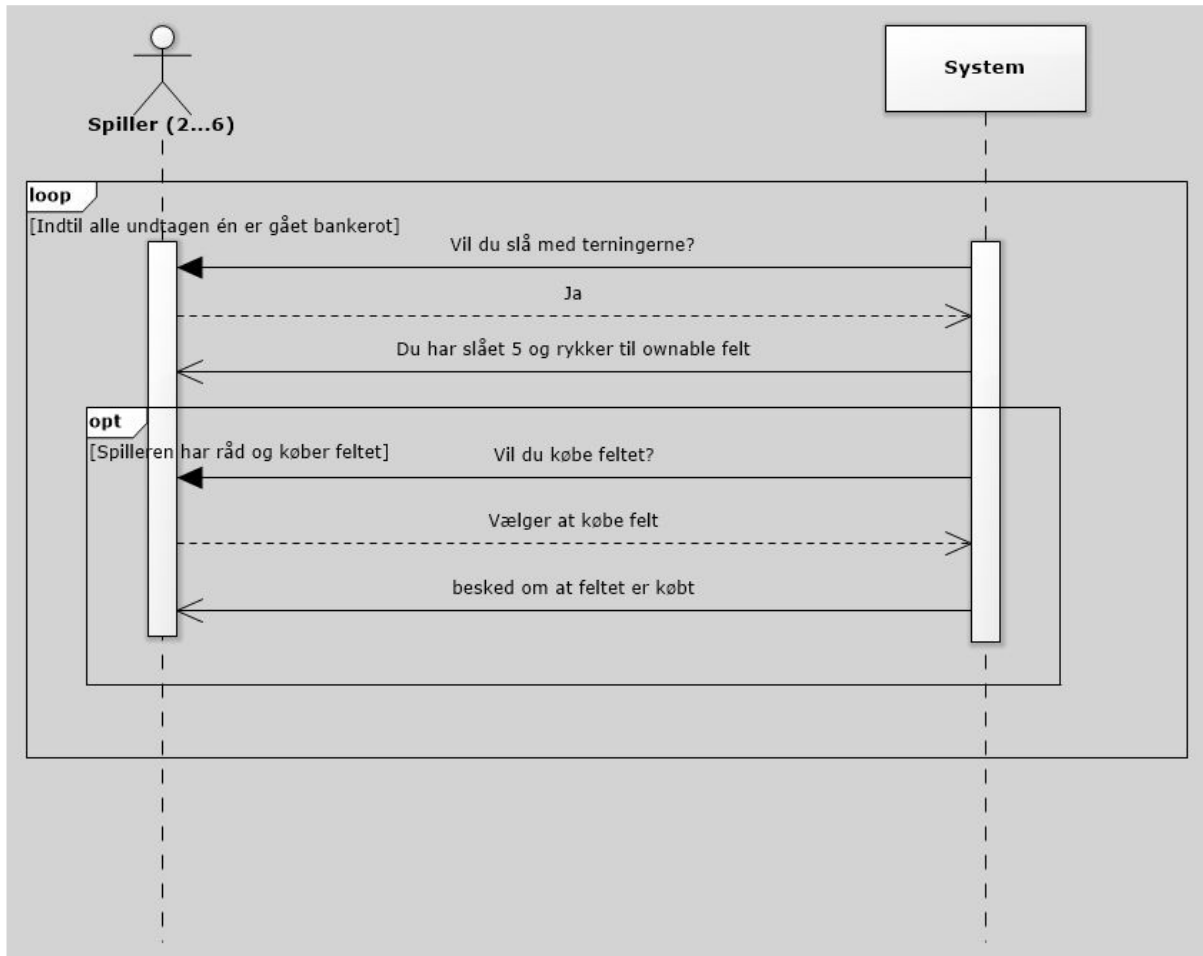 Spiller (2...6)
System
loop
[Indtil alle undtagen én er gået bankerot]
Vil du slå med terningerne?
Ja
Du har slået 5 og rykker til ownable felt
opt
[Spilleren har råd og køber feltet]
Vil du købe feltet?
Vælger at købe felt
besked om at feltet er købt